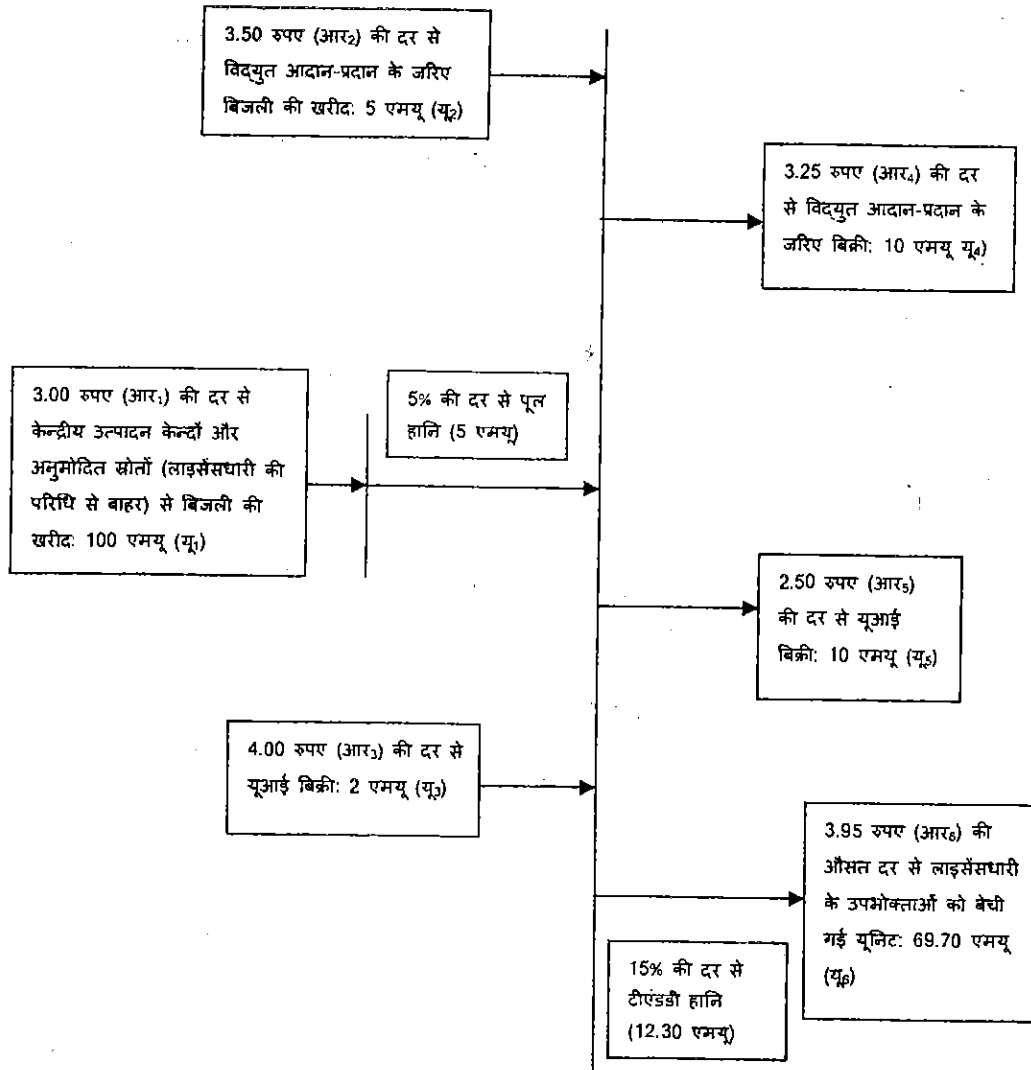 3.50 रुपए (आर₂) की दर से
विद्युत आदान-प्रदान के जरिए
बिजली की खरीदः 5 एमयू (यू₂)
3.25 रुपए (आर₄) की दर
से विद्युत आदान-प्रदान के
जरिए बिक्री: 10 एमयू यू₄)
3.00 रुपए (आर₁) की दर से
केन्द्रीय उत्पादन केन्दों और
अनुमोदित स्रोतों (लाइसेंसधारी की
परिधि से बाहर) से बिजली की
खरीदः 100 एमयू (यू₁)
5% की दर से पूल
हानि (5 एमयू)
2.50 रुपए (आर₅)
की दर से यूआई
बिक्री: 10 एमयू (यू₅)
4.00 रुपए (आर₃) की दर से
यूआई बिक्री: 2 एमयू (यू₃)
3.95 रुपए (आर₆) की
औसत दर से लाइसेंसधारी
के उपभोक्ताओं को बेची
गई यूनिट: 69.70 एमयू
(यू₆)
15% की दर से
टीएंडडी हानि
(12.30 एमयू)